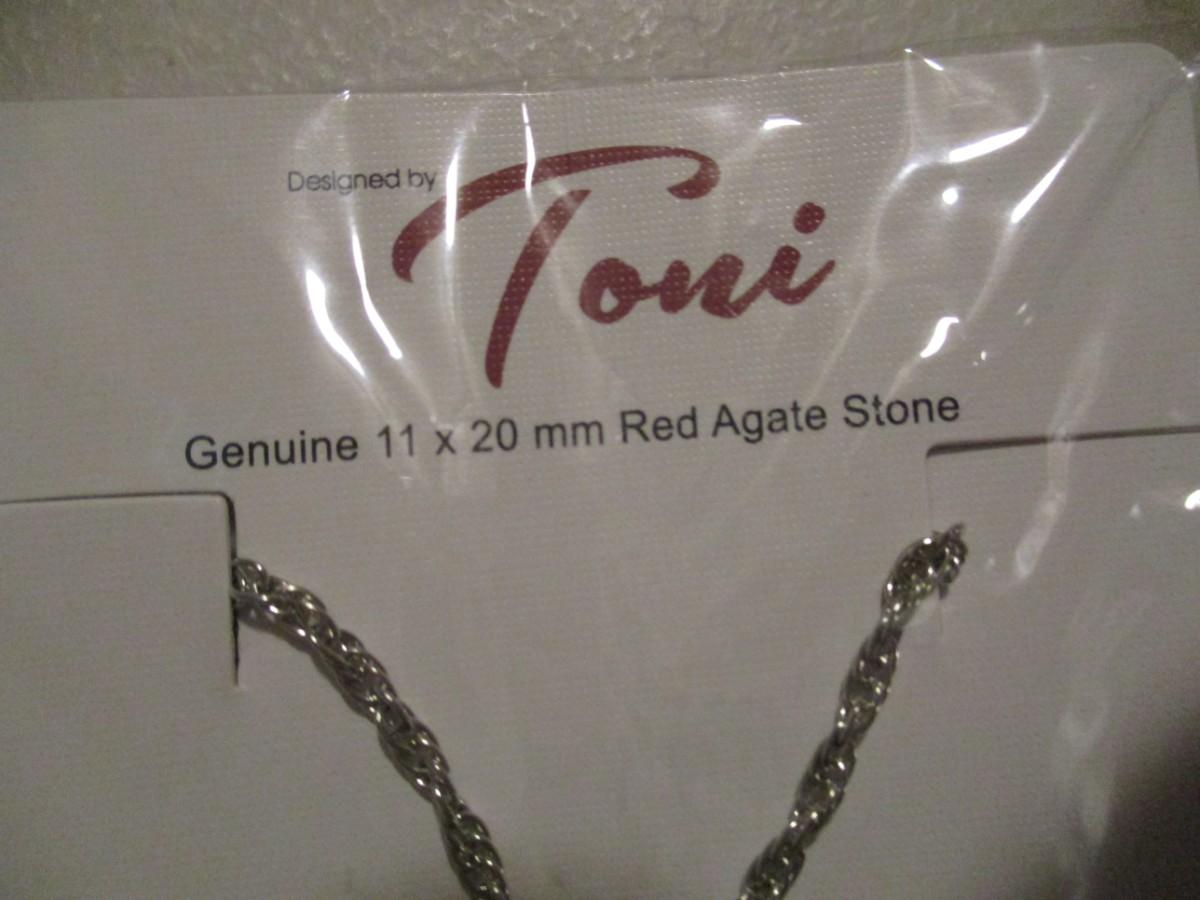 Designed by
Toni
Genuine 11 x 20 mm Red Agate Stone